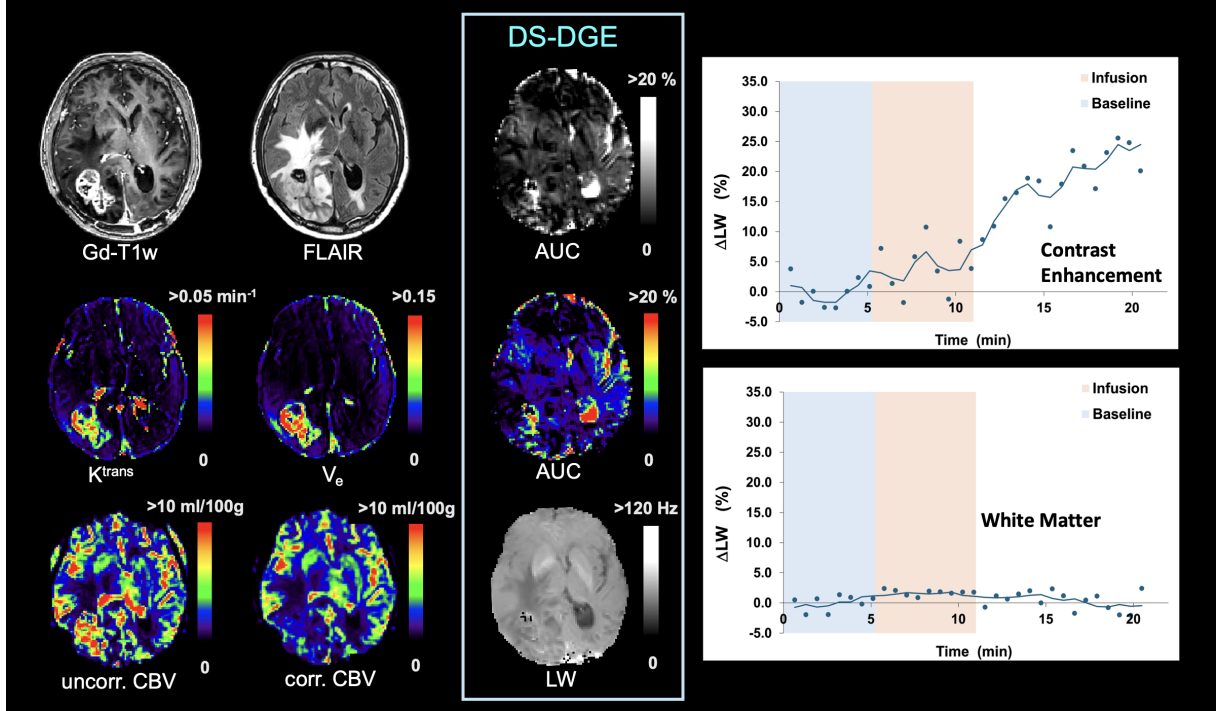 DS-DGE
Gd-T1w
FLAIR
>20 %
0
AUC
>0.05 min-1
0
Ktrans
>0.15
0
Ve
>20 %
0
AUC
>10 ml/100g
0
uncorr. CBV
>10 ml/100g
0
corr. CBV
>120 Hz
0
LW
35.0
30.0
25.0
20.0
15.0
10.0
5.0
0.0
-5.0
ΔLW (%)
Infusion
Baseline
Contrast
Enhancement
0 5 10 15 20
Time (min)
35.0
30.0
25.0
20.0
15.0
10.0
5.0
0.0
-5.0
ΔLW (%)
Infusion
Baseline
White Matter
0 5 10 15 20
Time (min)